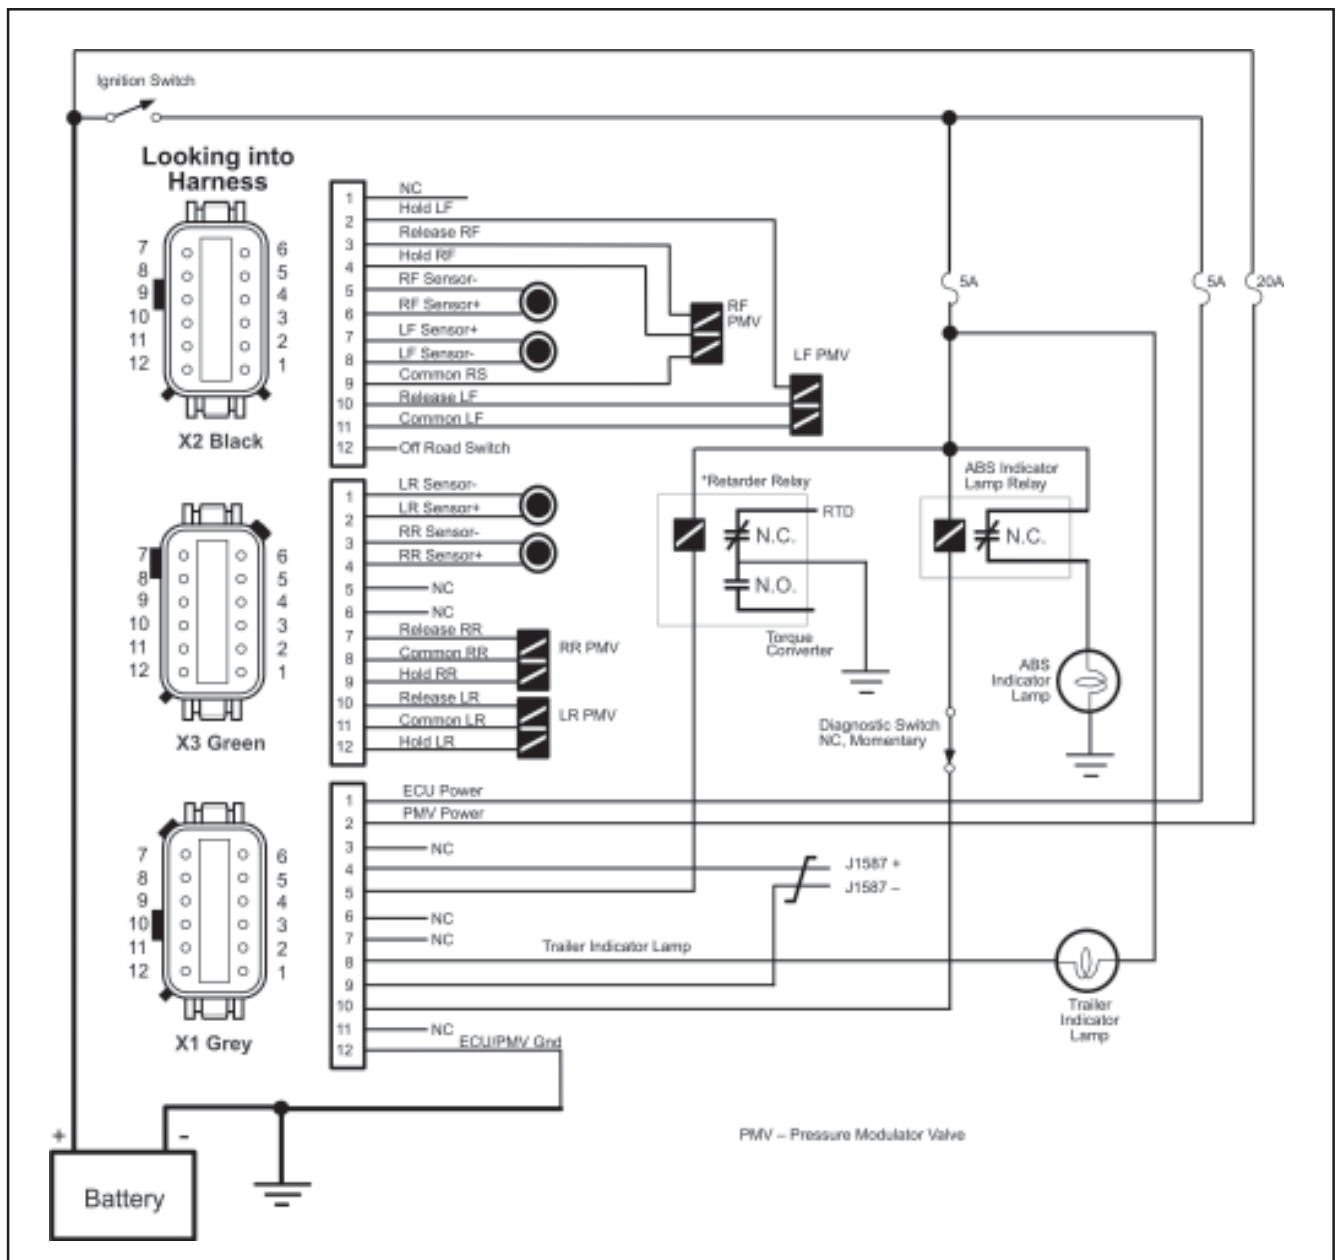 Ignition Switch
Looking into
Harness
7 6
8 5
9 4
10 3
11 2
12 1
X2 Black
7 6
8 5
9 4
10 3
11 2
12 1
X3 Green
7 6
8 5
9 4
10 3
11 2
12 1
X1 Grey
1 NC
2 Hold LF
3 Release RF
4 Hold RF
5 RF Sensor-
6 RF Sensor+
7 LF Sensor+
8 LF Sensor-
9 Common RS
10 Release LF
11 Common LF
12 Off Road Switch
RF
PMV
LF PMV
5A
5A
20A
1 LR Sensor-
2 LR Sensor+
3 RR Sensor-
4 RR Sensor+
5 NC
6 NC
7 Release RR
8 Common RR
9 Hold RR
10 Release LR
11 Common LR
12 Hold LR
RR PMV
LR PMV
*Retarder Relay
RTD
N.C.
N.O.
Torque
Converter
ABS Indicator
Lamp Relay
N.C.
ABS
Indicator
Lamp
Diagnostic Switch
NC, Momentary
1 ECU Power
2 PMV Power
3 NC
4
5
6 NC
7 NC
8 Trailer Indicator Lamp
9
10
11 NC
12 ECU/PMV Gnd
J1587 +
J1587 –
Trailer
Indicator
Lamp
PMV – Pressure Modulator Valve
+ -
Battery